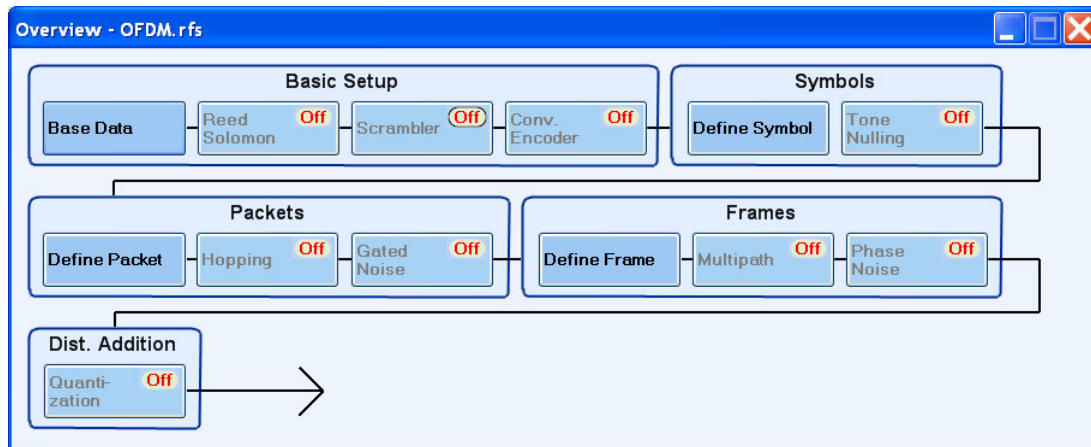 Overview - OFDM.rfs
Basic Setup
Base Data
Reed
Solomon
Off
Scrambler
Off
Conv.
Encoder
Off
Symbols
Define Symbol
Tone
Nulling
Off
Packets
Define Packet
Hopping
Off
Gated
Noise
Off
Frames
Define Frame
Multipath
Off
Phase
Noise
Off
Dist. Addition
Quanti-
zation
Off